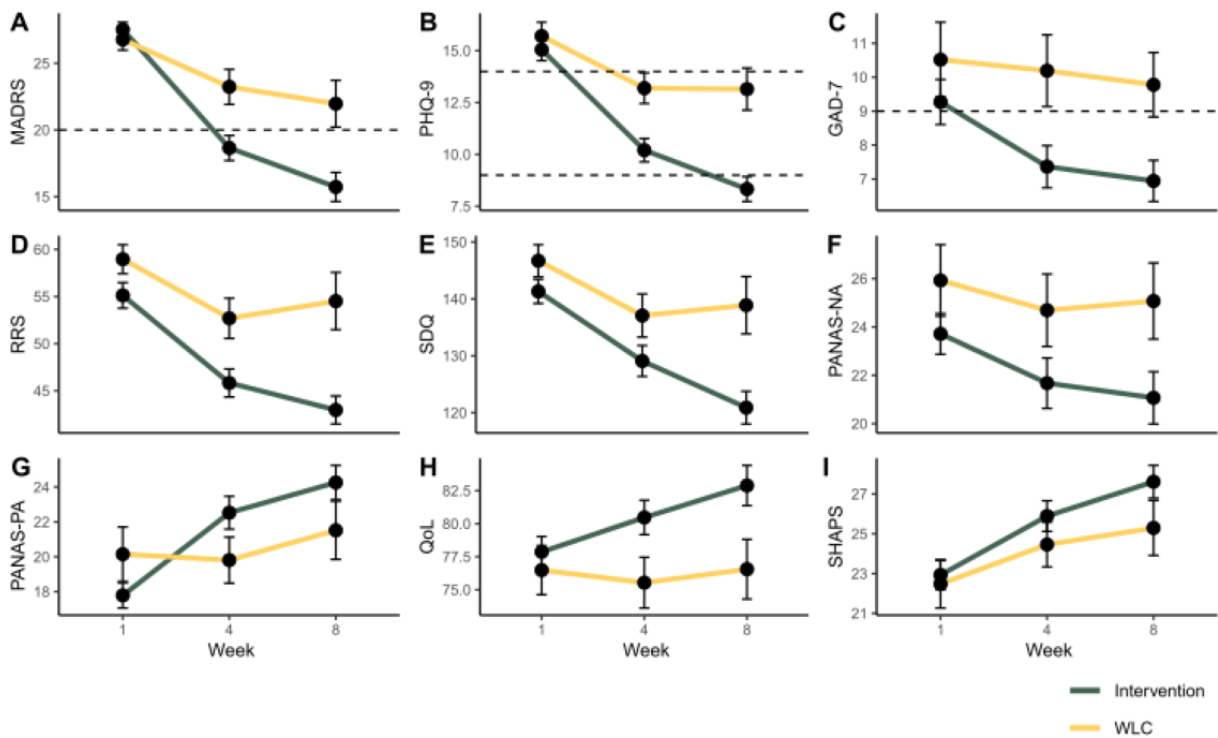 A
MADRS
25
20
15
B
PHQ-9
15.0
12.5
10.0
7.5
C
GAD-7
11
10
9
8
7
D
RRS
60
55
50
45
E
SDQ
150
140
130
120
F
PANAS-NA
26
24
22
20
G
PANAS-PA
24
22
20
18
1
4
8
Week
H
QoL
82.5
80.0
77.5
75.0
1
4
8
Week
I
SHAPS
27
25
23
21
1
4
8
Week
Intervention
WLC